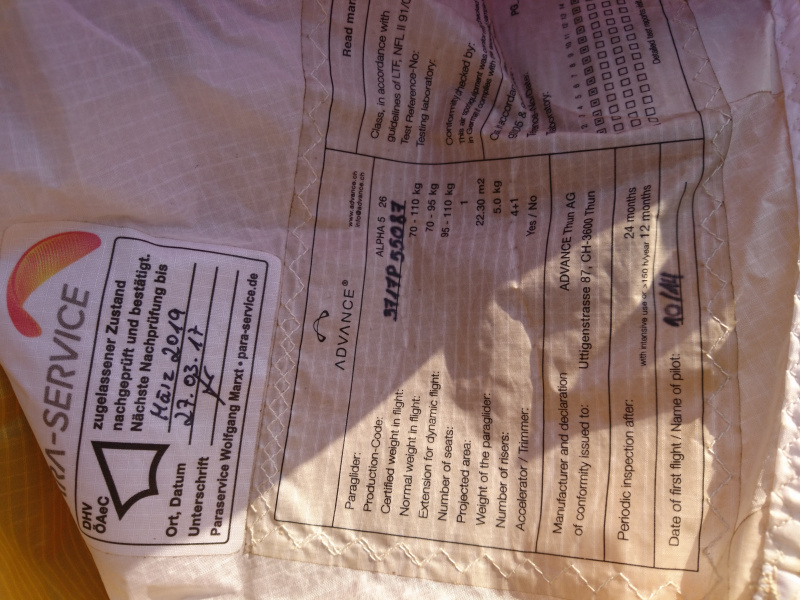 RA-SERVICE
DHV
ÖAeC
zugelassener Zustand
nachgeprüft und bestätigt.
Nächste Nachprüfung bis
März 2019
27.03.17
Ort, Datum
Unterschrift
Paraservice Wolfgang Marxt • para-service.de
ADVANCE®
www.advance.ch
info@advance.ch
Paraglider: ALPHA 5 26
Production-Code:
Certified weight in flight: 70 - 110 kg
Normal weight in flight: 70 - 95 kg
Extension for dynamic flight: 95 - 110 kg
Number of seats: 1
Projected area: 22.30 m2
Weight of the paraglider: 5.0 kg
Number of risers: 4+1
Accelerator / Trimmer: Yes / No
Manufacturer and declaration ADVANCE Thun AG
of conformity issued to: Uttigenstrasse 87, CH-3600 Thun
Periodic inspection after: 24 months
with intensive use or >150 h/year 12 months
Date of first flight / Name of pilot: 10/14
Read
Class, in accordance with
guidelines of LTF, NFL II 91/
Test Reference-No:
Testing laboratory:
Conformity checked by: